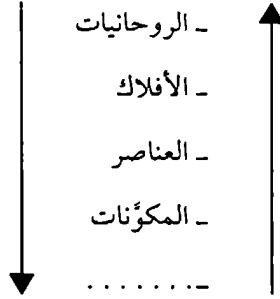 ـ الروحانيات
ـ الأفلاك
ـ العناصر
ـ المكوَّنات
ـ . . . . . . . .